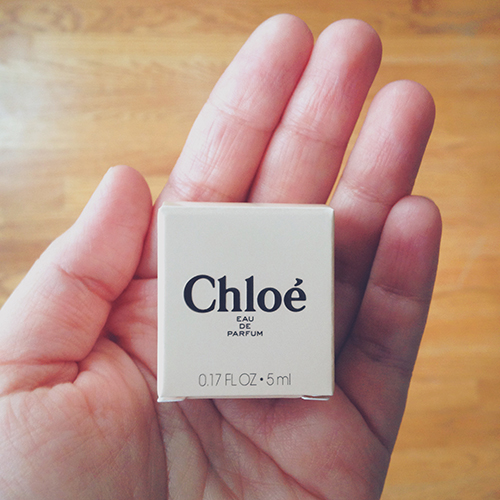 Chloé
EAU
DE
PARFUM
0.17 FL OZ • 5 ml